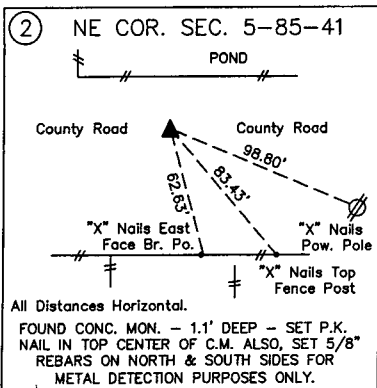 2 NE COR. SEC. 5-85-41
POND
County Road
County Road
98.80'
83.43'
62.63'
"X" Nails East
Face Br. Po.
"X" Nails
Pow. Pole
"X" Nails Top
Fence Post
All Distances Horizontal.
FOUND CONC. MON. - 1.1' DEEP - SET P.K.
NAIL IN TOP CENTER OF C.M. ALSO, SET 5/8"
REBARS ON NORTH & SOUTH SIDES FOR
METAL DETECTION PURPOSES ONLY.